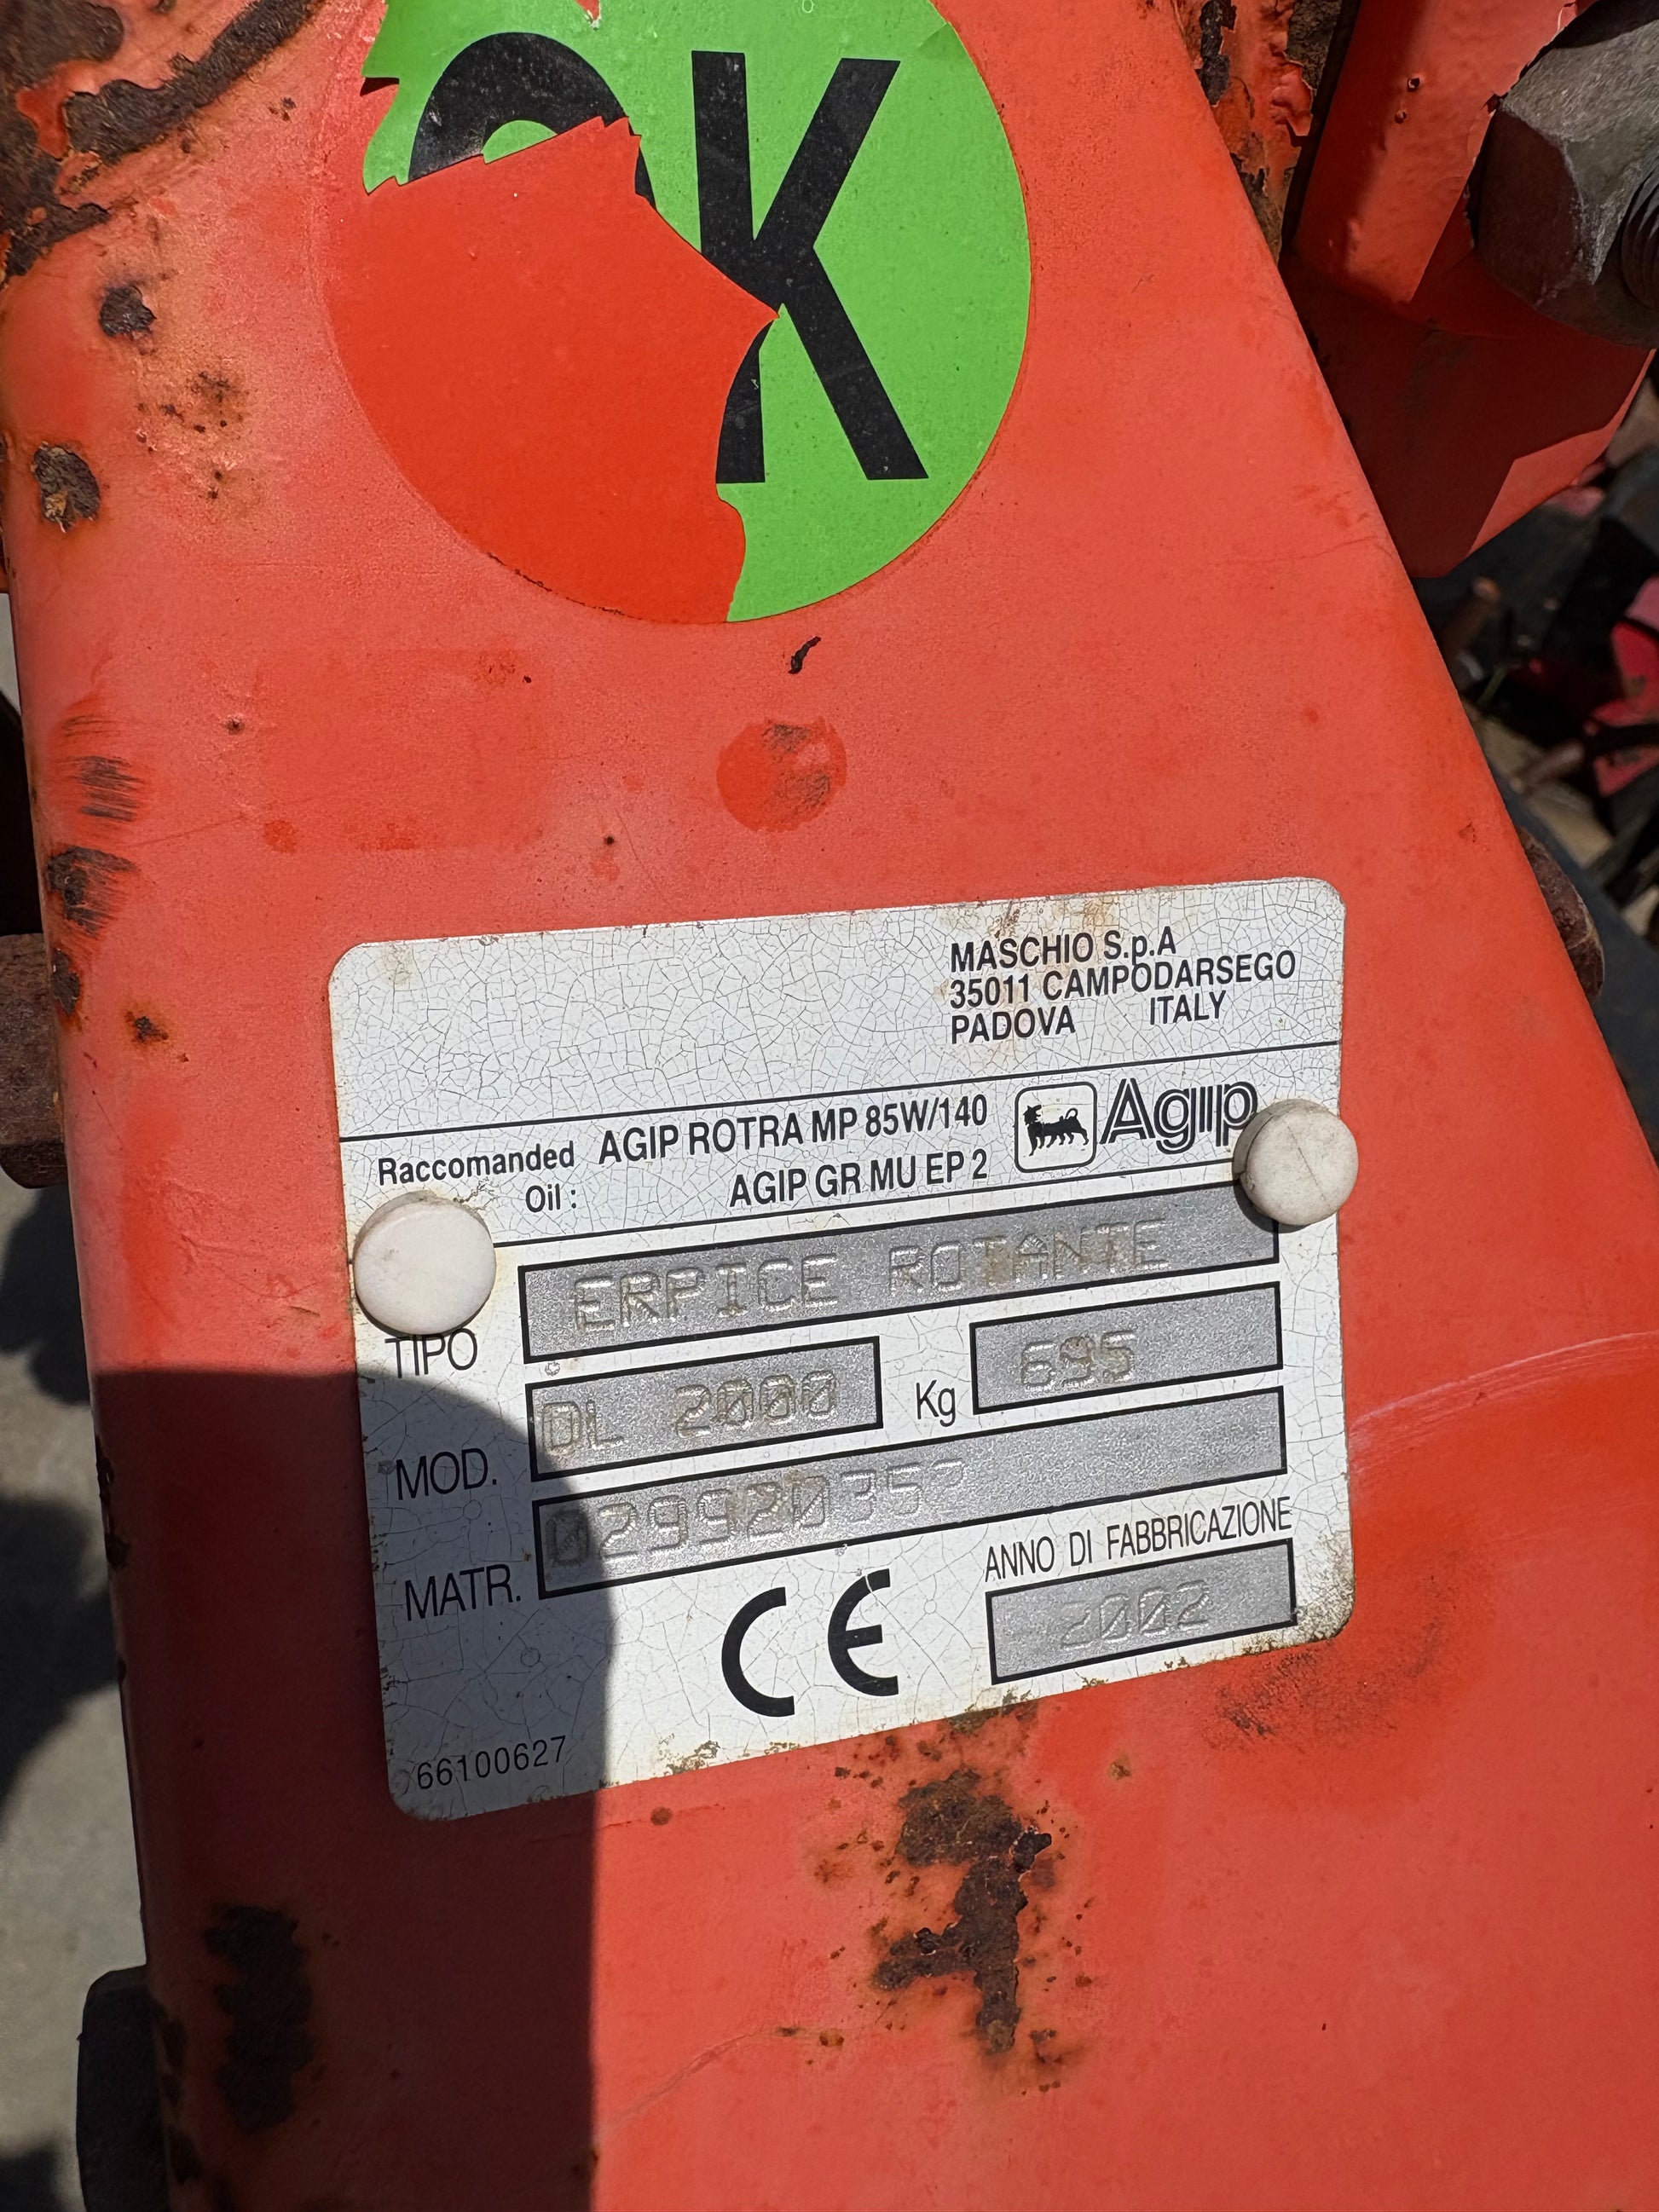 OK
MASCHIO S.p.A
35011 CAMPODARSEGO
PADOVA ITALY
Raccomanded Oil :
AGIP ROTRA MP 85W/140
AGIP GR MU EP 2
Agip
TIPO ERPICE ROTANTE
MOD. DL 2000 Kg 695
MATR.
CE
ANNO DI FABBRICAZIONE
2002
66100627